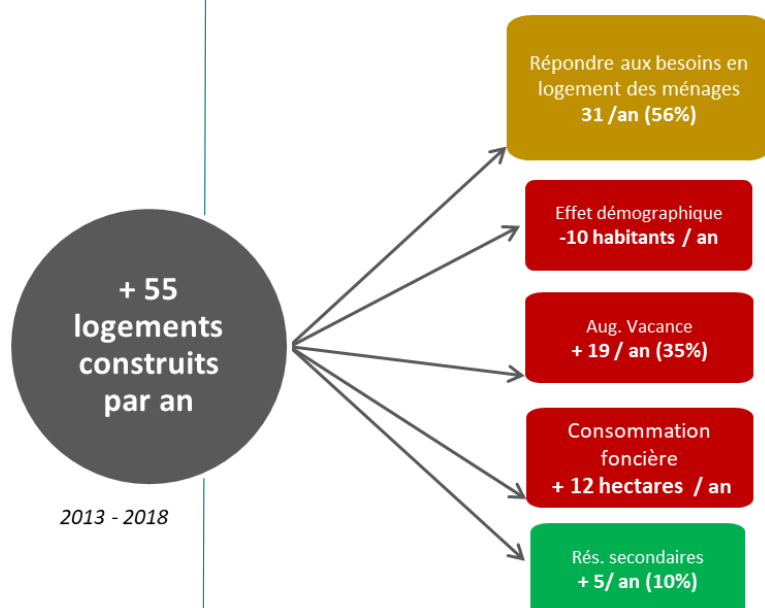 Répondre aux besoins en
logement des ménages
31 /an (56%)
Effet démographique
-10 habitants / an
+ 55
logements
construits
par an
Aug. Vacance
+ 19 / an (35%)
Consommation
foncière
+ 12 hectares / an
2013 - 2018
Rés. secondaires
+ 5/ an (10%)